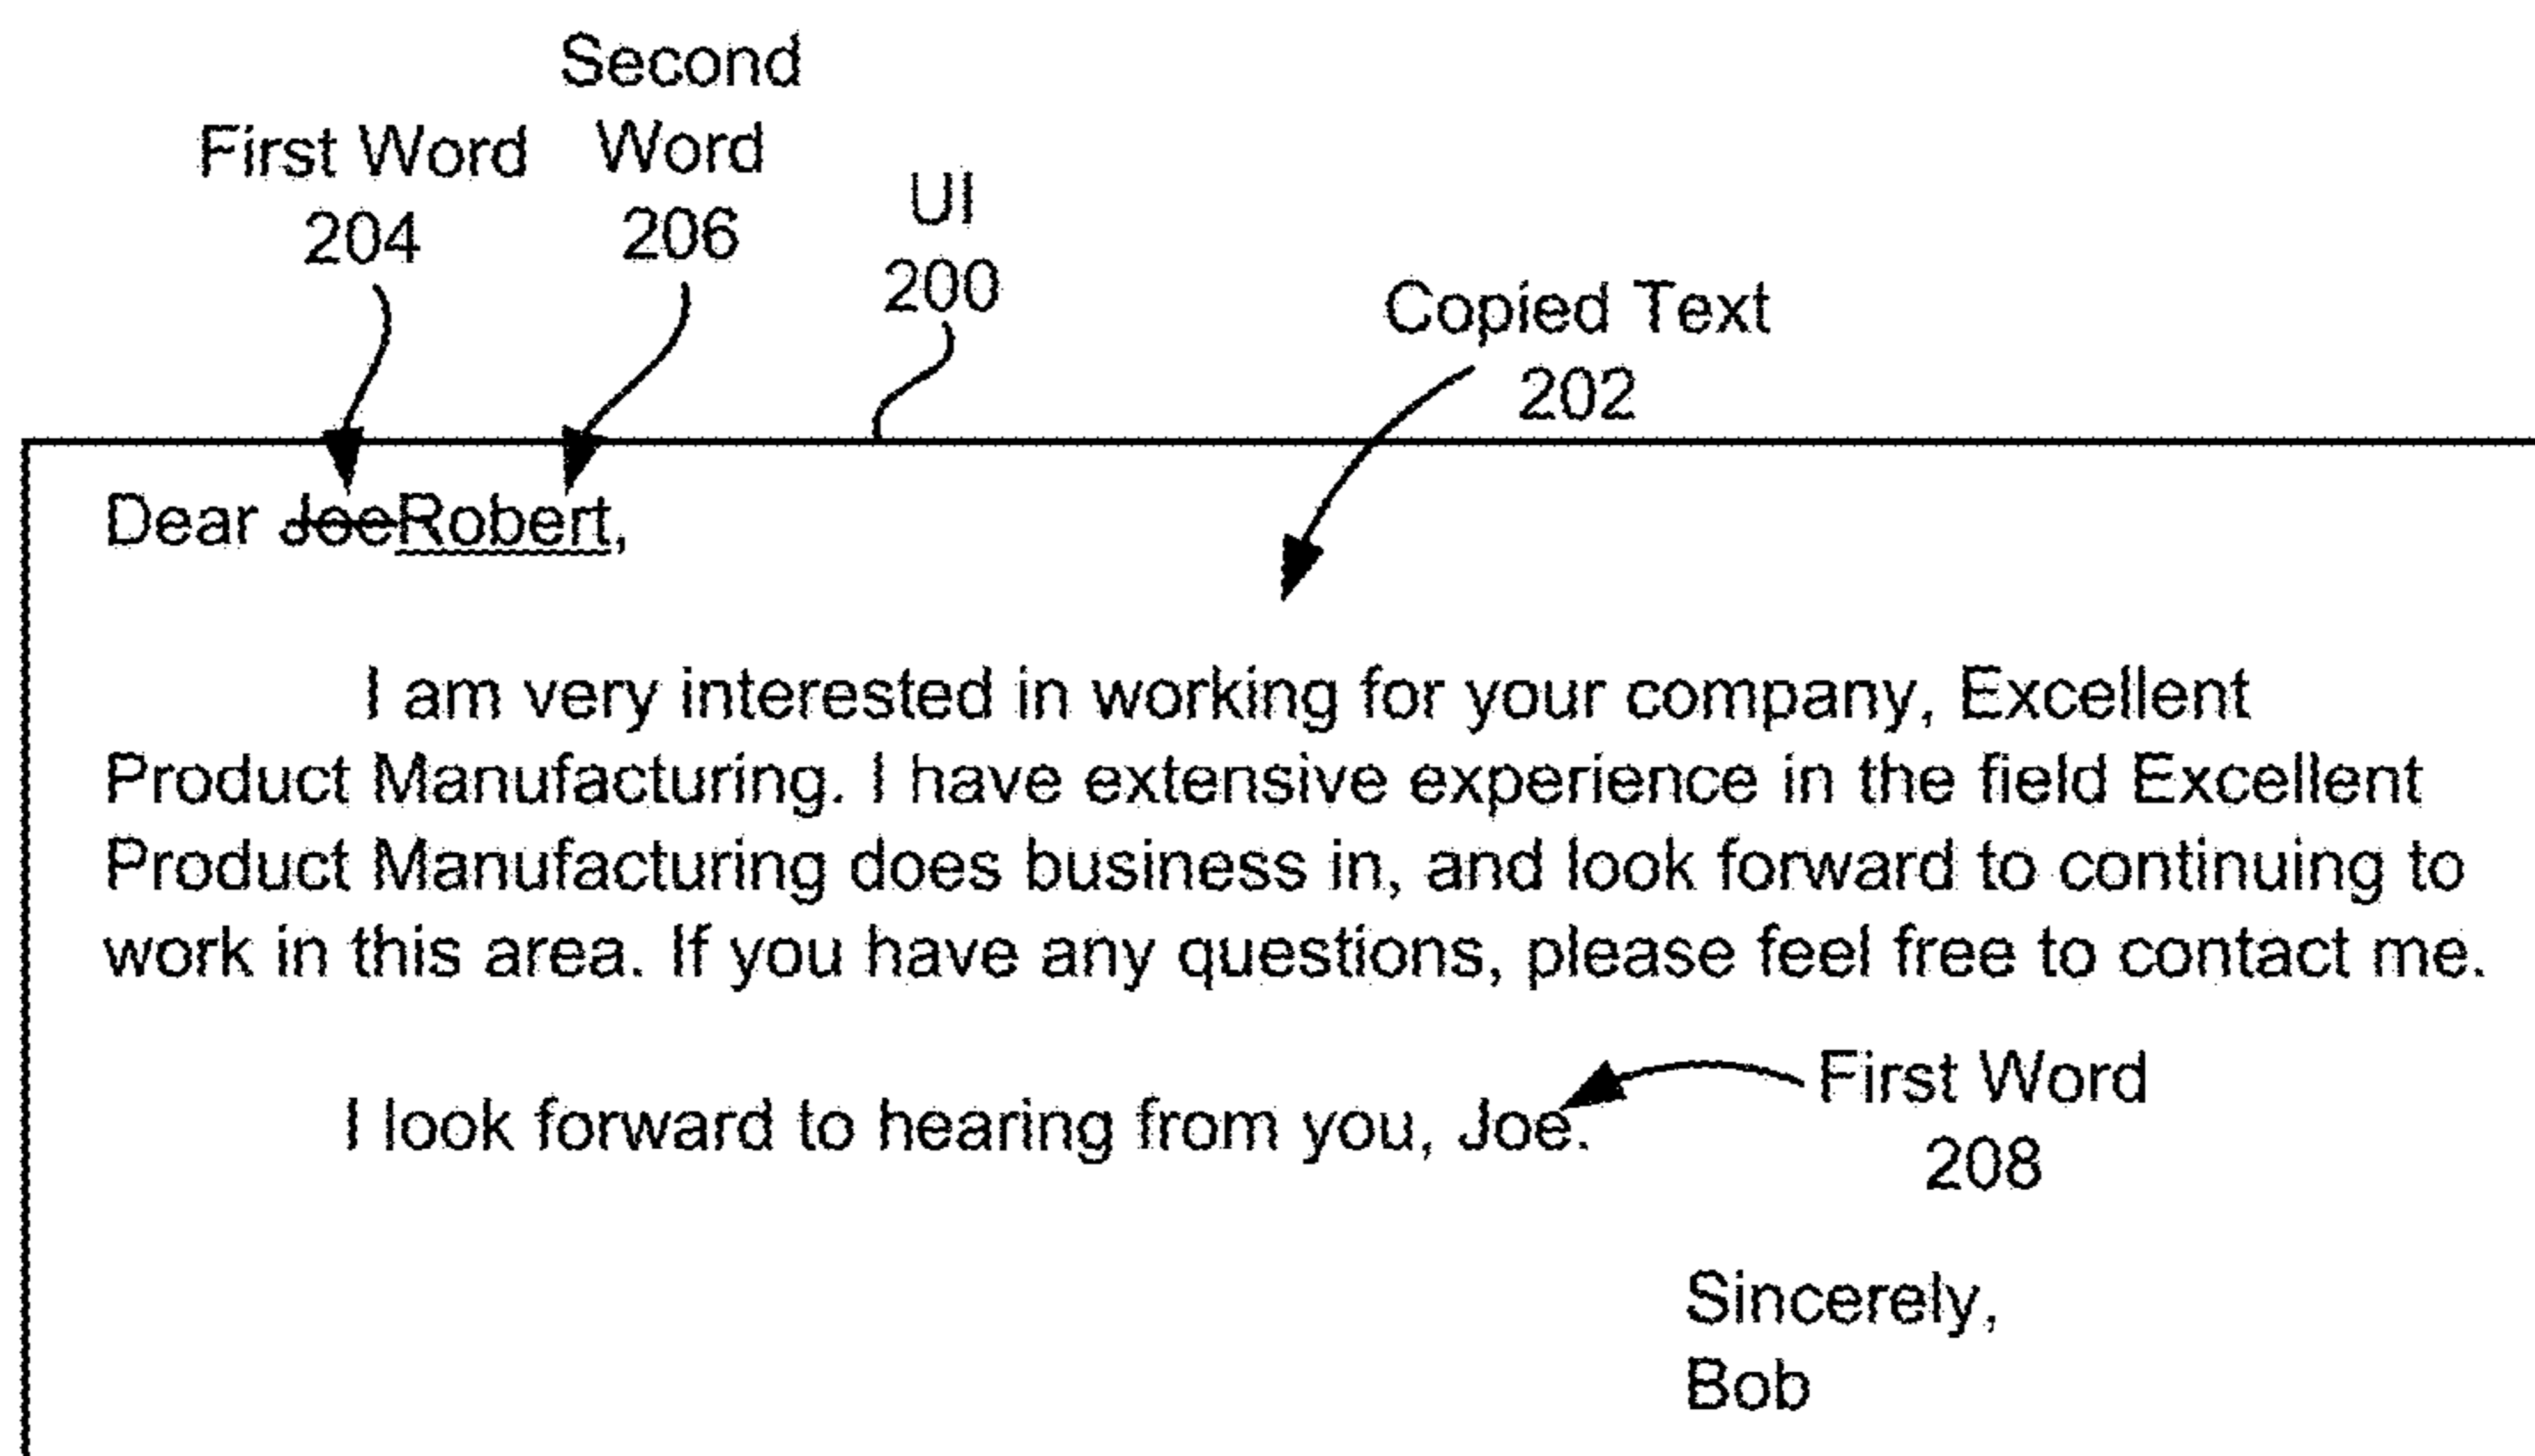 Second
First Word Word
204 206 UI
200
Copied Text
202
Dear JoeRobert,
I am very interested in working for your company, Excellent
Product Manufacturing. I have extensive experience in the field Excellent
Product Manufacturing does business in, and look forward to continuing to
work in this area. If you have any questions, please feel free to contact me.
First Word
I look forward to hearing from you, Joe.
208
Sincerely,
Bob